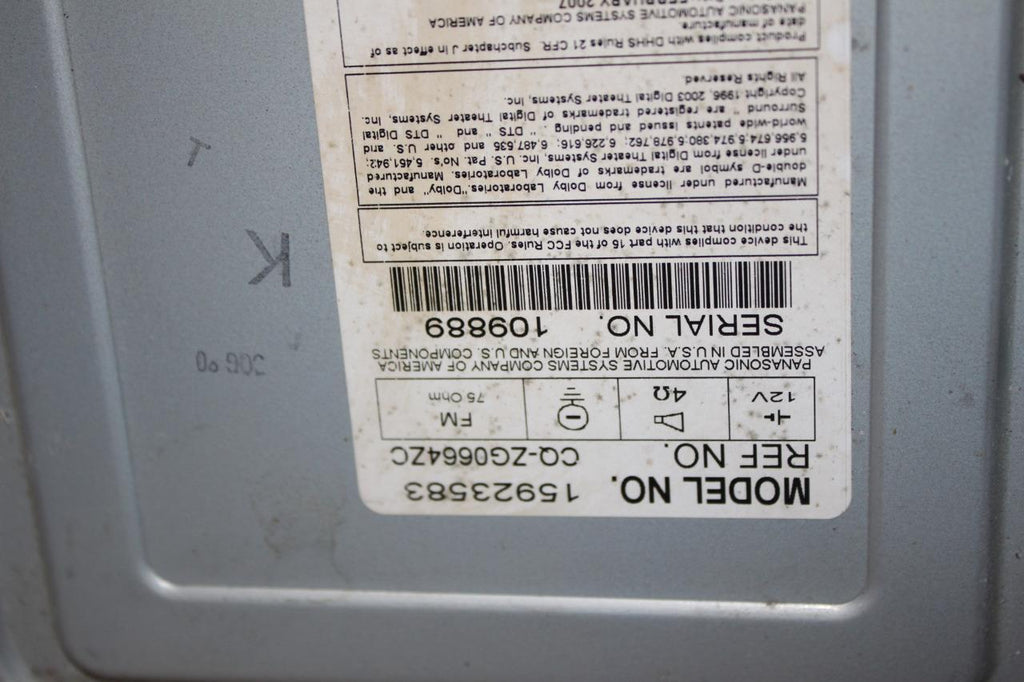 MODEL NO. 15923583
REF NO. CQ-ZG0664ZC
12V 4Ω FM
75 Ohm
ASSEMBLED IN U.S.A. FROM FOREIGN AND U.S. COMPONENTS
PANASONIC AUTOMOTIVE SYSTEMS COMPANY OF AMERICA
SERIAL NO. 109889
This device complies with part 15 of the FCC Rules. Operation is subject to
the condition that this device does not cause harmful interference.
Manufactured under license from Dolby Laboratories."Dolby" and the
double-D symbol are trademarks of Dolby Laboratories. Manufactured
under license from Digital Theater Systems, Inc. U.S. Pat. No's. 5,451,942;
5,956,674;5,974,380;5,978,762; 6,226,616; 6,487,535 and other U.S. and
world-wide patents issued and pending . " DTS " and " DTS Digital
Surround " are registered trademarks of Digital Theater Systems, Inc.
Copyright 1996, 2003 Digital Theater Systems, Inc.
All Rights Reserved.
Product complies with DHHS Rules 21 CFR. Subchapter J in effect as of
date of manufacture.
PANASONIC AUTOMOTIVE SYSTEMS COMPANY OF AMERICA
FEBRUARY 2007
K
T